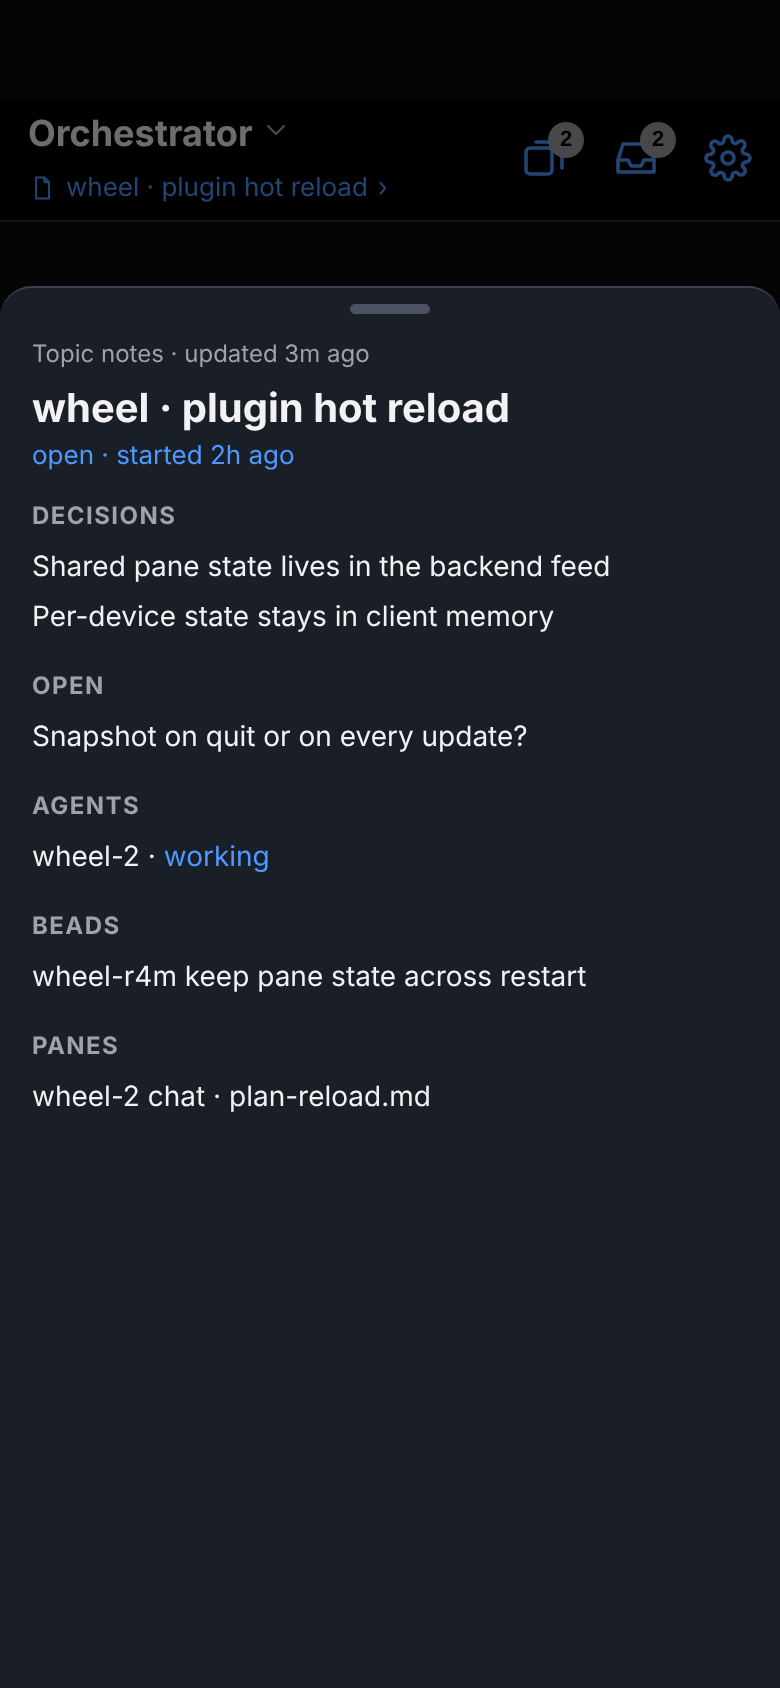 Orchestrator
2
2
wheel · plugin hot reload ›
Topic notes · updated 3m ago
wheel · plugin hot reload
open · started 2h ago
DECISIONS
Shared pane state lives in the backend feed
Per-device state stays in client memory
OPEN
Snapshot on quit or on every update?
AGENTS
wheel-2 · working
BEADS
wheel-r4m keep pane state across restart
PANES
wheel-2 chat · plan-reload.md